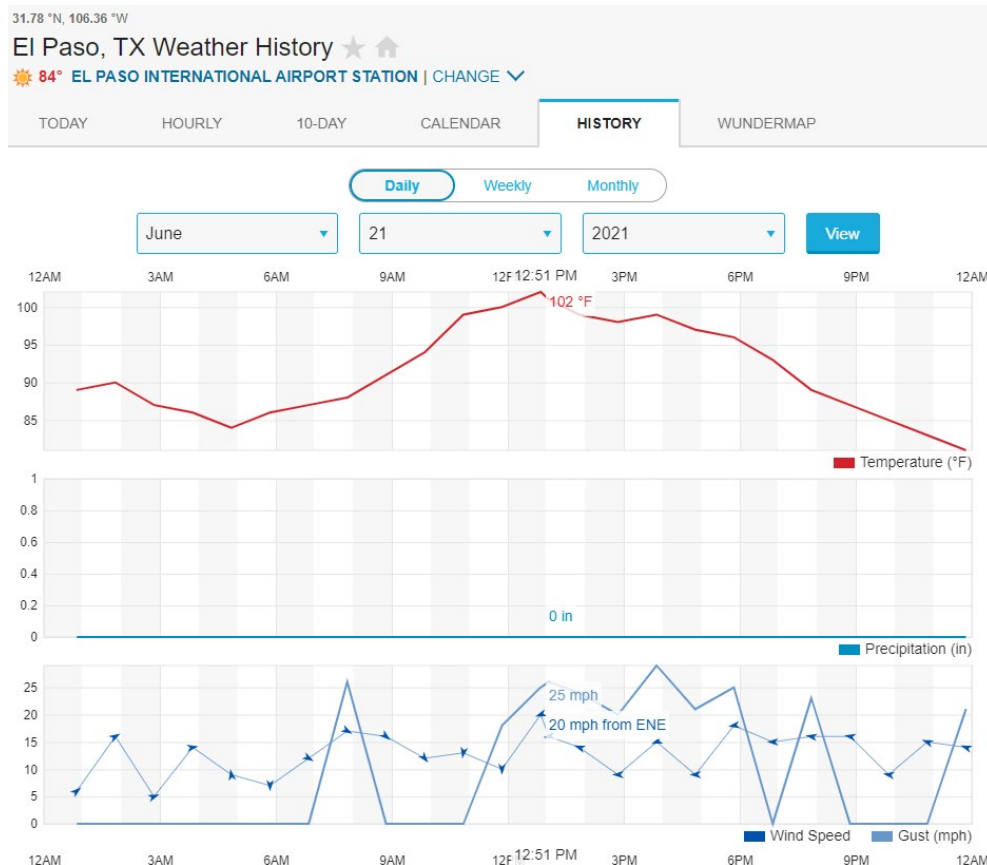 31.78 °N, 106.36 °W
El Paso, TX Weather History
84° EL PASO INTERNATIONAL AIRPORT STATION | CHANGE
TODAY HOURLY 10-DAY CALENDAR HISTORY WUNDERMAP
Daily Weekly Monthly
June 21 2021 View
12AM 3AM 6AM 9AM 12:51 PM 3PM 6PM 9PM 12AM
102 °F
100
95
90
85
Temperature (°F)
1
0.8
0.6
0.4
0.2
0 in
0
Precipitation (in)
25 25 mph
20 20 mph from ENE
15
10
5
0
Wind Speed Gust (mph)
12AM 3AM 6AM 9AM 12:51 PM 3PM 6PM 9PM 12AM